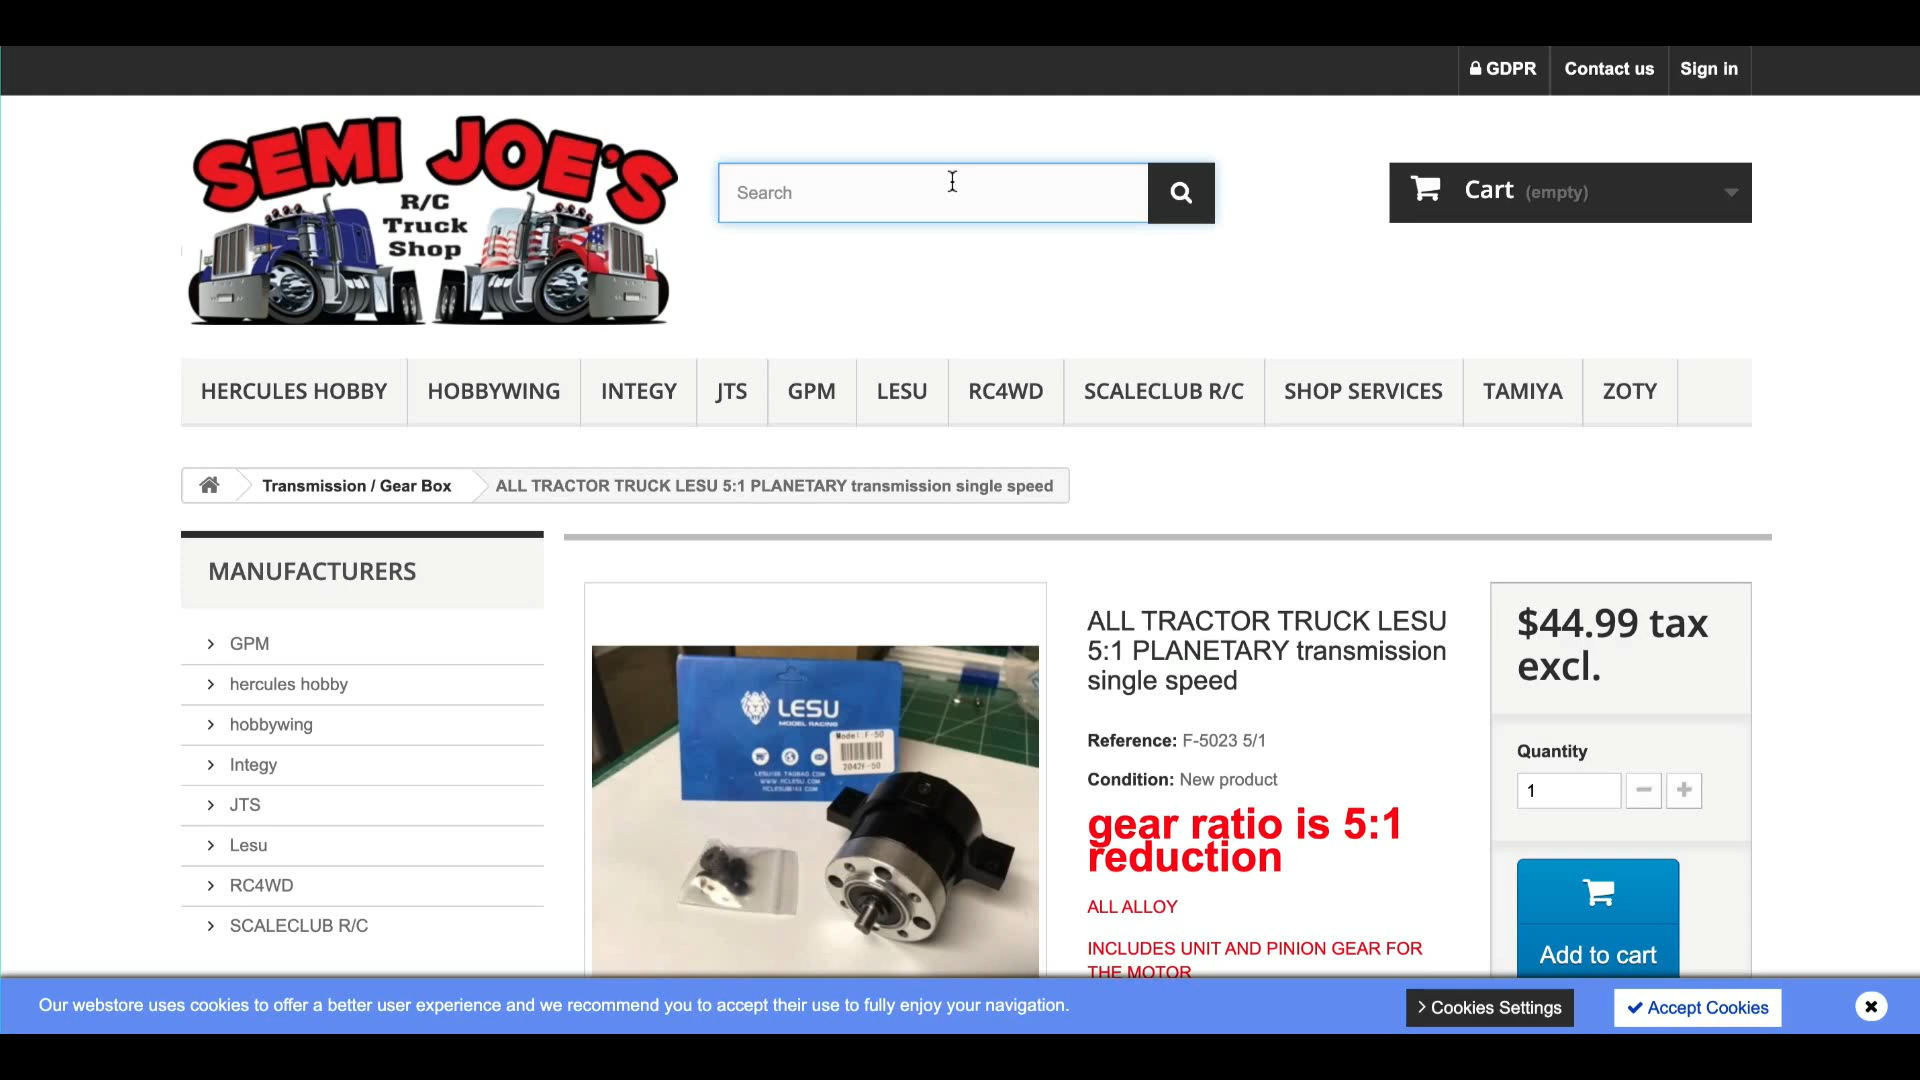 GDPR Contact us Sign in
SEMI JOE'S
R/C
Truck
Shop
Search
Cart (empty)
HERCULES HOBBY HOBBYWING INTEGY JTS GPM LESU RC4WD SCALECLUB R/C SHOP SERVICES TAMIYA ZOTY
Transmission / Gear Box ALL TRACTOR TRUCK LESU 5:1 PLANETARY transmission single speed
MANUFACTURERS
GPM
hercules hobby
hobbywing
Integy
JTS
Lesu
RC4WD
SCALECLUB R/C
LESU
MODEL RACING
Model:F-50
ALL TRACTOR TRUCK LESU
5:1 PLANETARY transmission
single speed
Reference: F-5023 5/1
Condition: New product
gear ratio is 5:1
reduction
ALL ALLOY
INCLUDES UNIT AND PINION GEAR FOR
THE MOTOR
$44.99 tax
excl.
Quantity
1
Add to cart
Our webstore uses cookies to offer a better user experience and we recommend you to accept their use to fully enjoy your navigation.
Cookies Settings
Accept Cookies